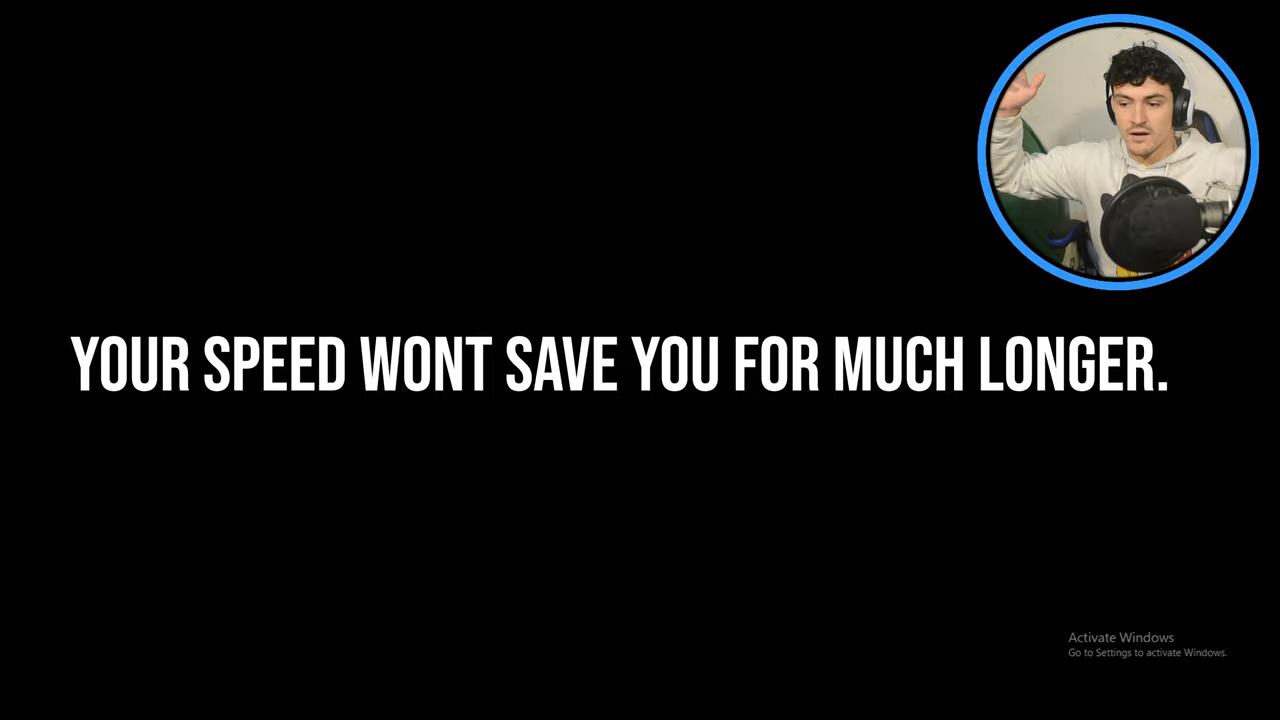 YOUR SPEED WONT SAVE YOU FOR MUCH LONGER.
Activate Windows
Go to Settings to activate Windows.